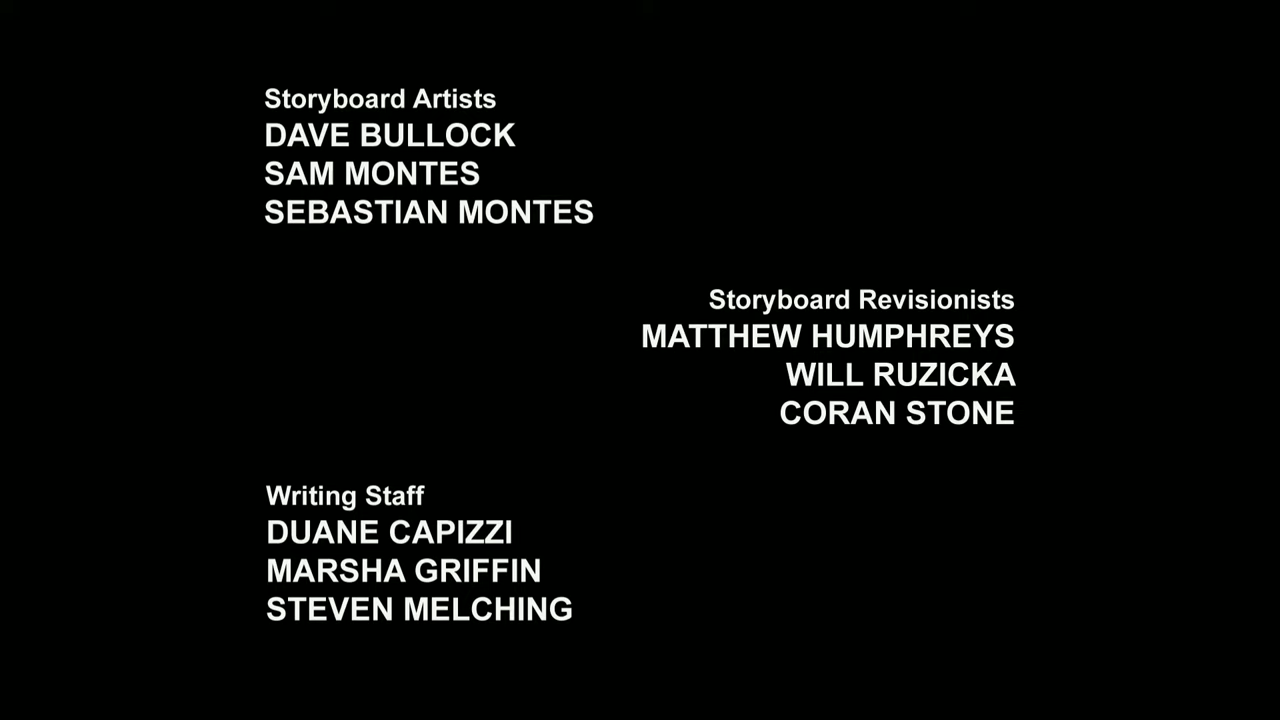 Storyboard Artists
DAVE BULLOCK
SAM MONTES
SEBASTIAN MONTES
Storyboard Revisionists
MATTHEW HUMPHREYS
WILL RUZICKA
CORAN STONE
Writing Staff
DUANE CAPIZZI
MARSHA GRIFFIN
STEVEN MELCHING